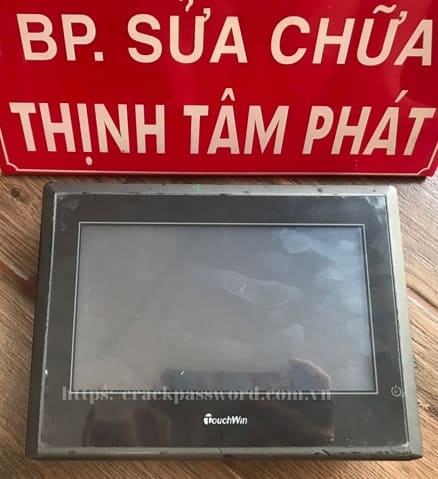 BP. SỬA CHỮA
THỊNH TÂM PHÁT
https: crackpassword.com.vn
TouchWin